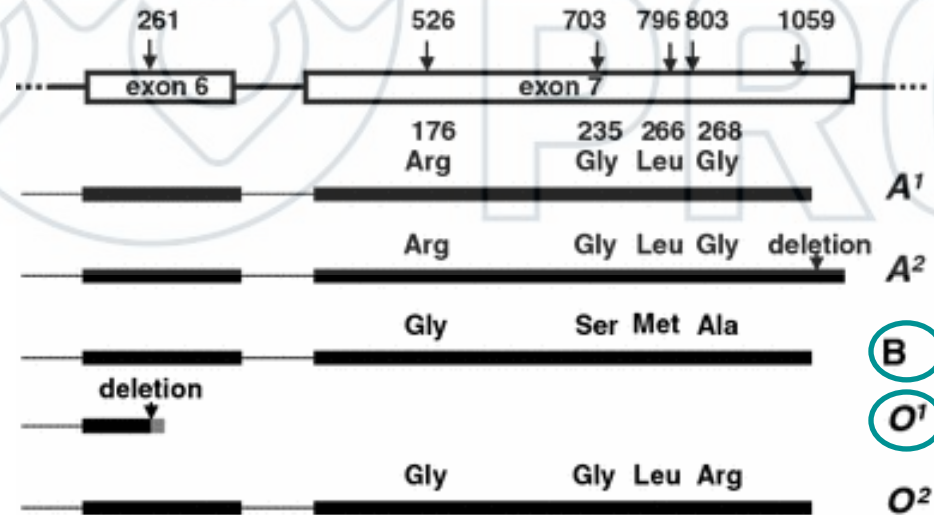 261 526 703 796 803 1059
exon 6 exon 7
176 235 266 268
Arg Gly Leu Gly A¹
Arg Gly Leu Gly deletion A²
Gly Ser Met Ala B
deletion
O¹
Gly Gly Leu Arg O²